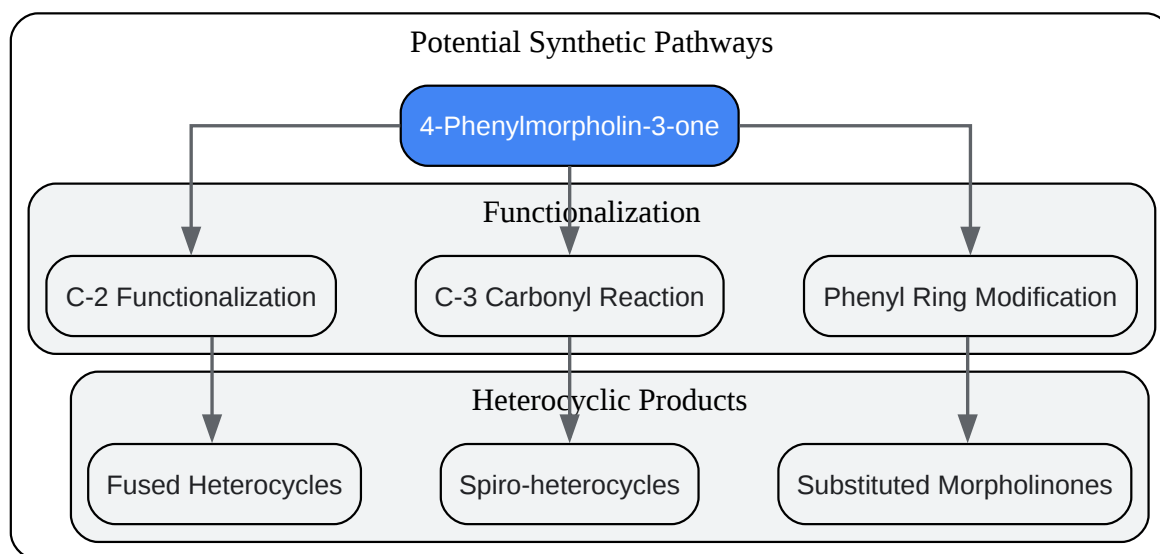 Potential Synthetic Pathways
4-Phenylmorpholin-3-one
Functionalization
C-2 Functionalization
C-3 Carbonyl Reaction
Phenyl Ring Modification
Heterocyclic Products
Fused Heterocycles
Spiro-heterocycles
Substituted Morpholinones